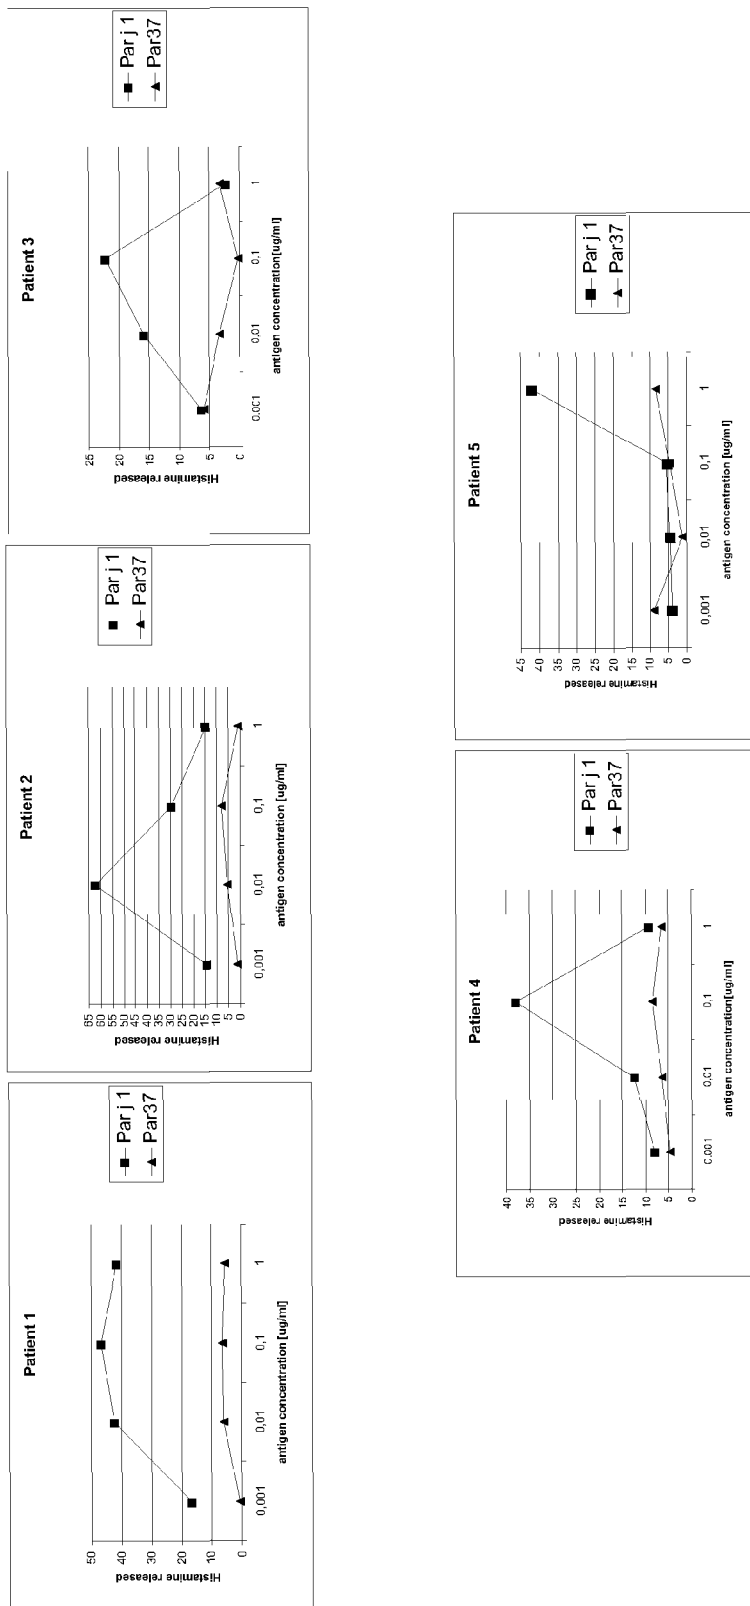 Patient 1
Histamine released
50
40
30
20
10
0
0,001
0,01
0,1
1
antigen concentration [ug/ml]
Par j 1
Par37
Patient 2
Histamine released
65
60
55
50
45
40
35
30
25
20
15
10
5
0
0,001
0,01
0,1
1
antigen concentration [ug/ml]
Par j 1
Par37
Patient 3
Histamine released
25
20
15
10
5
0
0.001
0,01
0,1
1
antigen concentration[ug/ml]
Par j 1
Par37
Patient 4
Histamine released
40
35
30
25
20
15
10
5
0
0.001
0.01
0.1
1
antigen concentration[ug/ml]
Par j 1
Par37
Patient 5
Histamine released
45
40
35
30
25
20
15
10
5
0
0,001
0,01
0,1
1
antigen concentration [ug/ml]
Par j 1
Par37